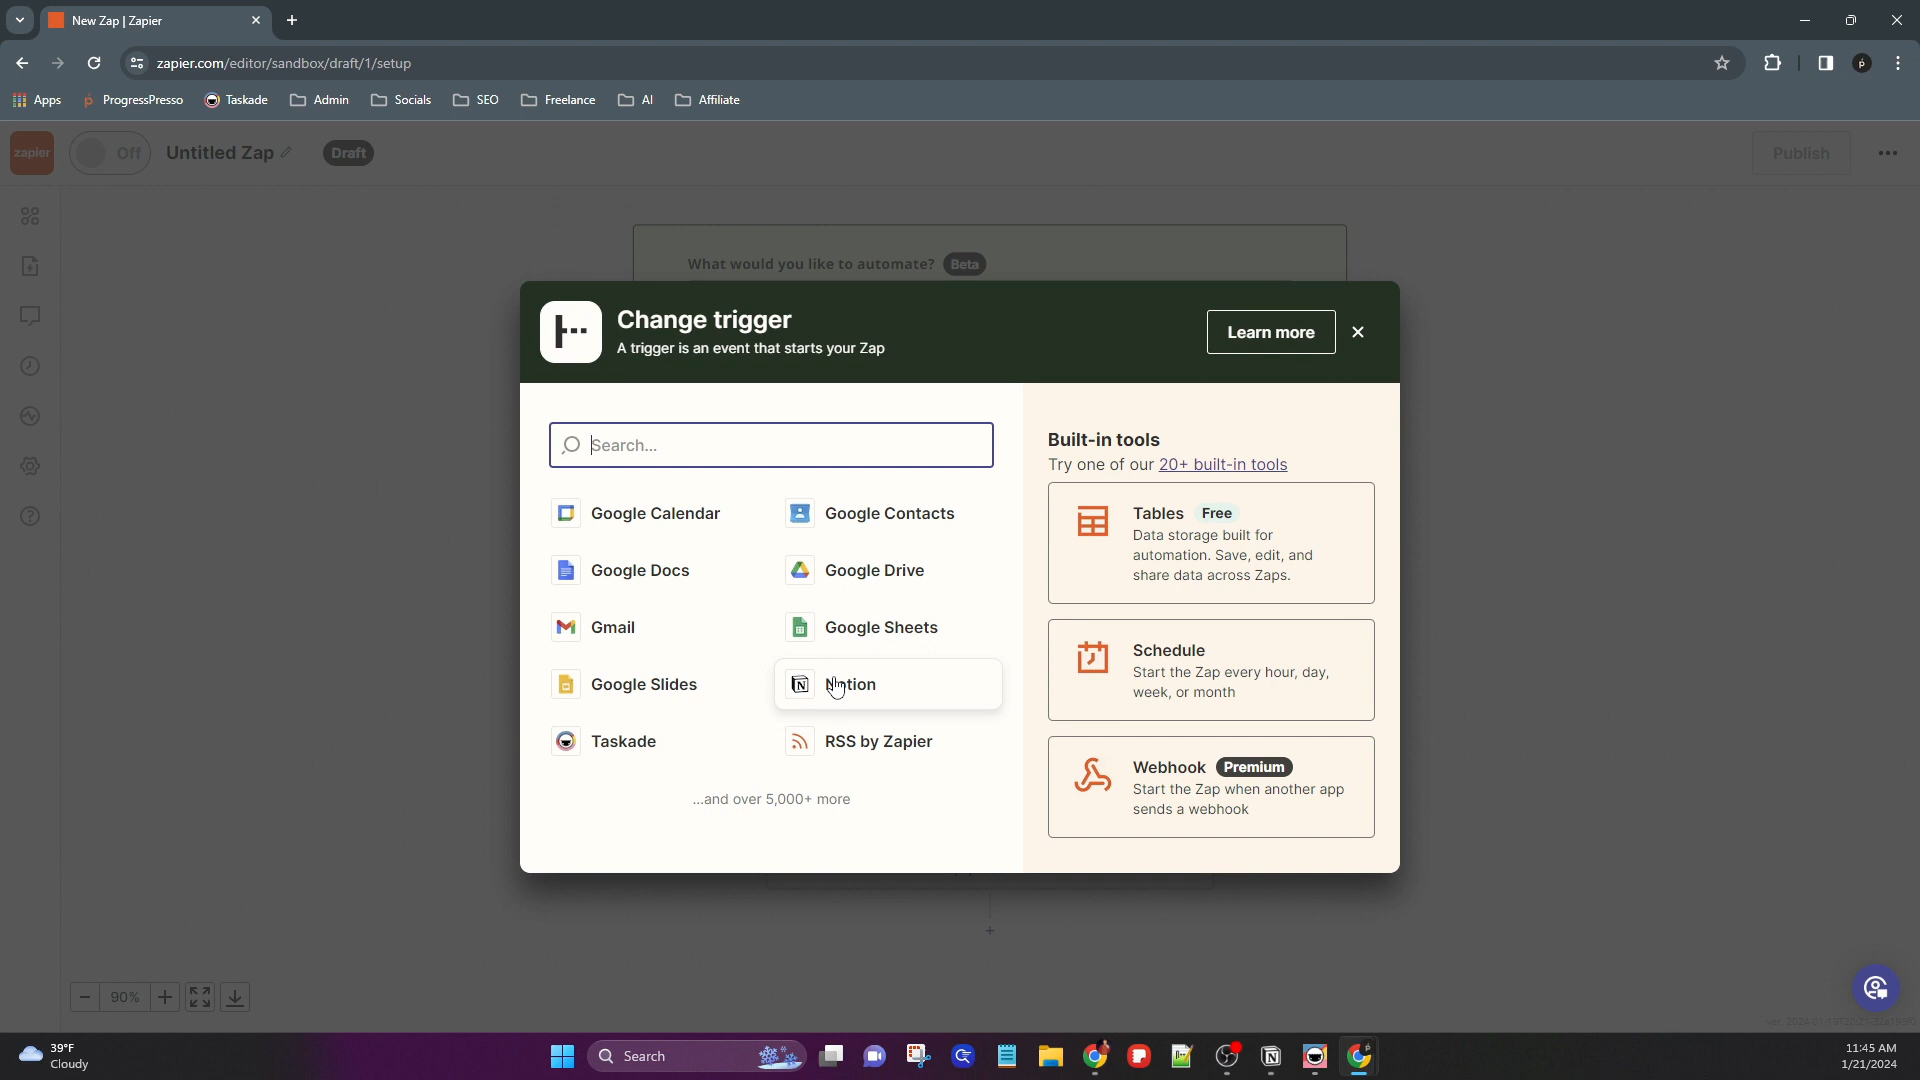 New Zap | Zapier
zapier.com/editor/sandbox/draft/1/setup
Apps ProgressPresso Taskade Admin Socials SEO Freelance AI Affiliate
zapier Off Untitled Zap Draft Publish
What would you like to automate? Beta
Change trigger
A trigger is an event that starts your Zap
Learn more
Search...
Google Calendar Google Contacts
Google Docs Google Drive
Gmail Google Sheets
Google Slides Notion
Taskade RSS by Zapier
...and over 5,000+ more
Built-in tools
Try one of our 20+ built-in tools
Tables Free
Data storage built for
automation. Save, edit, and
share data across Zaps.
Schedule
Start the Zap every hour, day,
week, or month
Webhook Premium
Start the Zap when another app
sends a webhook
90%
39°F
Cloudy
Search
11:45 AM
1/21/2024